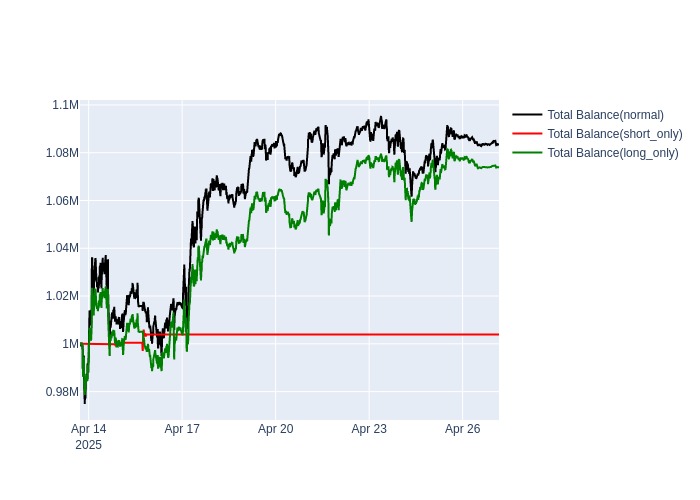 1.1M
1.08M
1.06M
1.04M
1.02M
1M
0.98M
Apr 14
2025
Apr 17
Apr 20
Apr 23
Apr 26
Total Balance(normal)
Total Balance(short_only)
Total Balance(long_only)